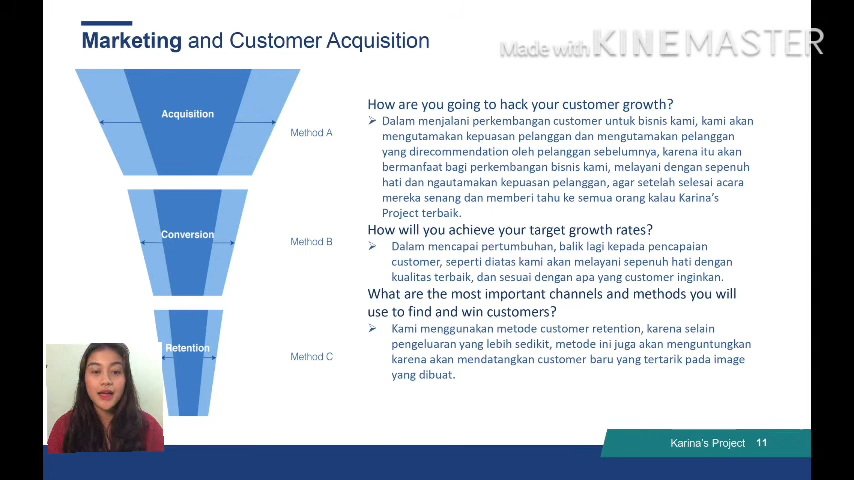 Marketing and Customer Acquisition
Made with KINEMASTER
Acquisition
Method A
Conversion
Method B
Retention
Method C
How are you going to hack your customer growth?
➢ Dalam menjalani perkembangan customer untuk bisnis kami, kami akan
mengutamakan kepuasan pelanggan dan mengutamakan pelanggan
yang direcommendation oleh pelanggan sebelumnya, karena itu akan
bermanfaat bagi perkembangan bisnis kami, melayani dengan sepenuh
hati dan ngautamakan kepuasan pelanggan, agar setelah selesai acara
mereka senang dan memberi tahu ke semua orang kalau Karina's
Project terbaik.
How will you achieve your target growth rates?
➢ Dalam mencapai pertumbuhan, balik lagi kepada pencapaian
customer, seperti diatas kami akan melayani sepenuh hati dengan
kualitas terbaik, dan sesuai dengan apa yang customer inginkan.
What are the most important channels and methods you will
use to find and win customers?
➢ Kami menggunakan metode customer retention, karena selain
pengeluaran yang lebih sedikit, metode ini juga akan menguntungkan
karena akan mendatangkan customer baru yang tertarik pada image
yang dibuat.
Karina's Project 11